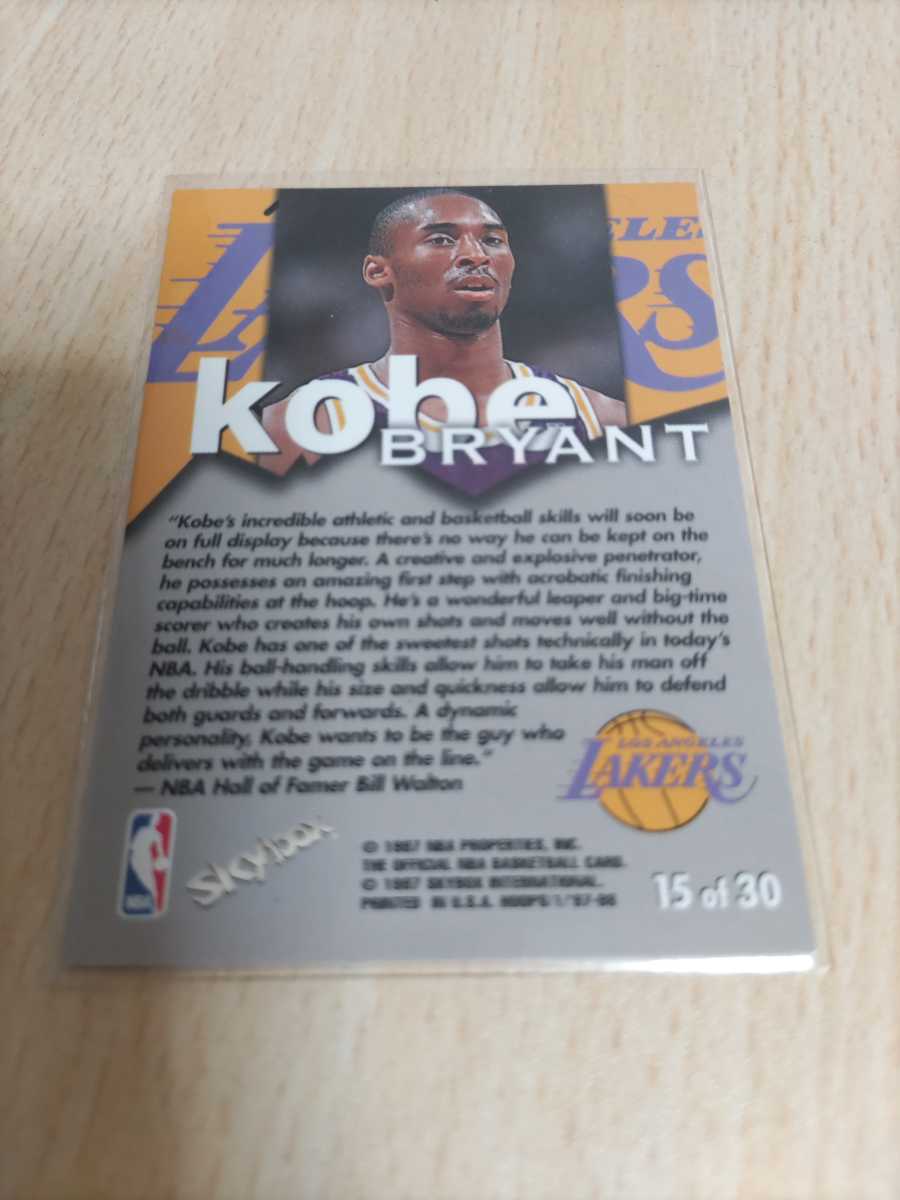 LELE
kobe
BRYANT
"Kobe's incredible athletic and basketball skills will soon be
on full display because there's no way he can be kept on the
bench for much longer. A creative and explosive penetrator,
he possesses an amazing first step with acrobatic finishing
capabilities at the hoop. He's a wonderful leaper and big-time
scorer who creates his own shots and moves well without the
ball. Kobe has one of the sweetest shots technically in today's
NBA. His ball-handling skills allow him to take his man off
the dribble while his size and quickness allow him to defend
both guards and forwards. A dynamic
personality, Kobe wants to be the guy who
delivers with the game on the line."
— NBA Hall of Famer Bill Walton
LOS ANGELES
LAKERS
NBA
skybox
© 1997 NBA PROPERTIES, INC.
THE OFFICIAL NBA BASKETBALL CARD.
© 1997 SKYBOX INTERNATIONAL.
PRINTED IN U.S.A. HOOPS/1/'97-98
15 of 30